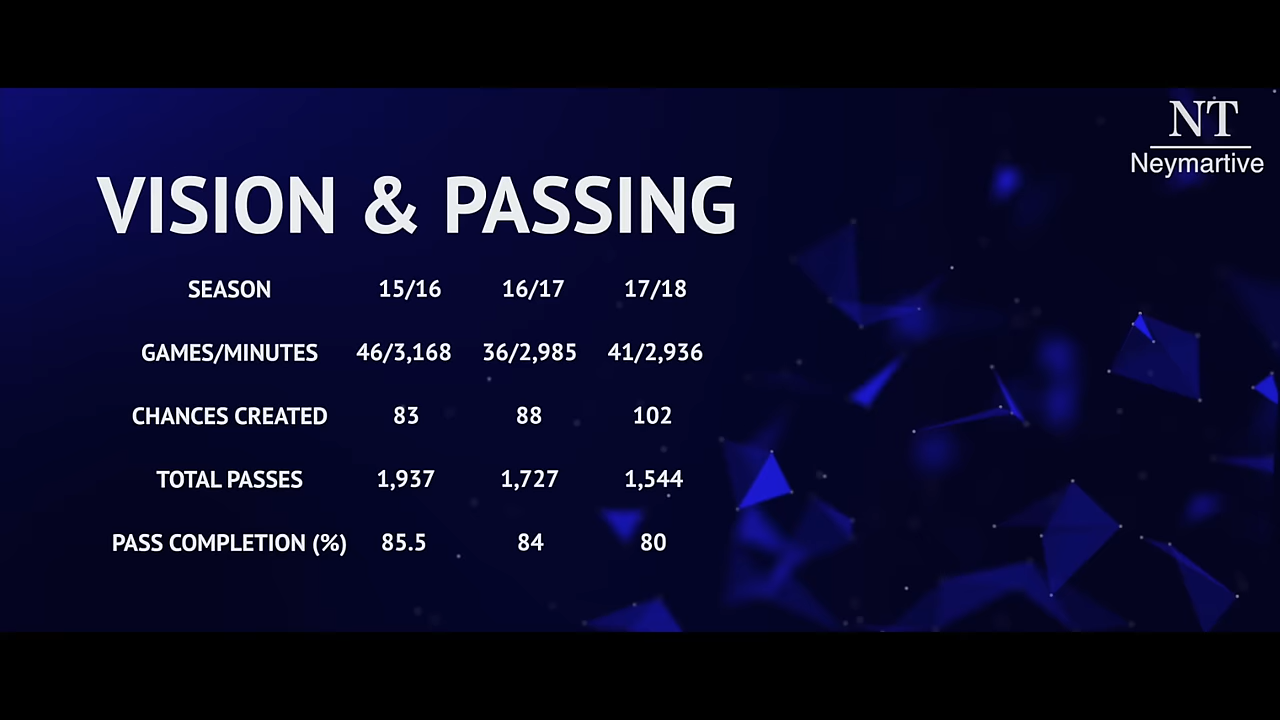 NT
Neymartive
VISION & PASSING
SEASON 15/16 16/17 17/18
GAMES/MINUTES 46/3,168 36/2,985 41/2,936
CHANCES CREATED 83 88 102
TOTAL PASSES 1,937 1,727 1,544
PASS COMPLETION (%) 85.5 84 80